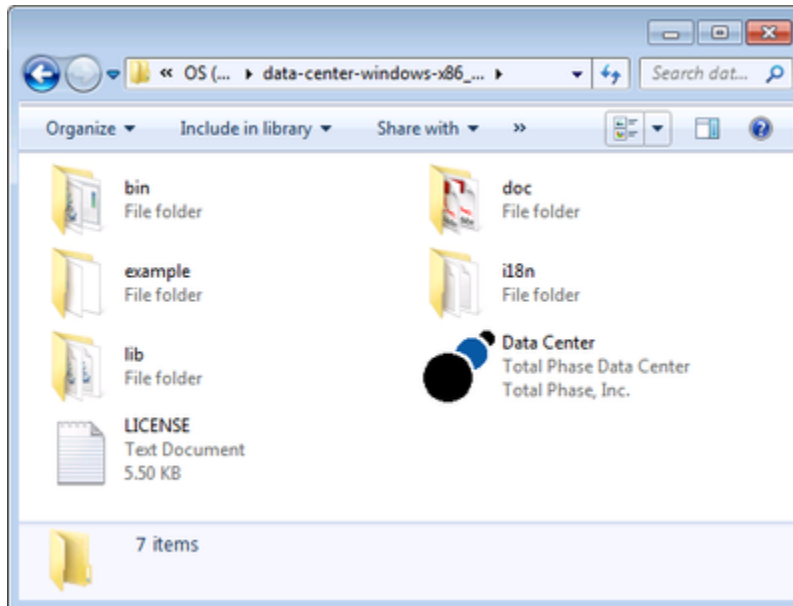 « OS (... ▸ data-center-windows-x86_... ▸ Search dat...
Organize Include in library Share with »
bin
File folder
doc
File folder
example
File folder
i18n
File folder
lib
File folder
Data Center
Total Phase Data Center
Total Phase, Inc.
LICENSE
Text Document
5.50 KB
7 items